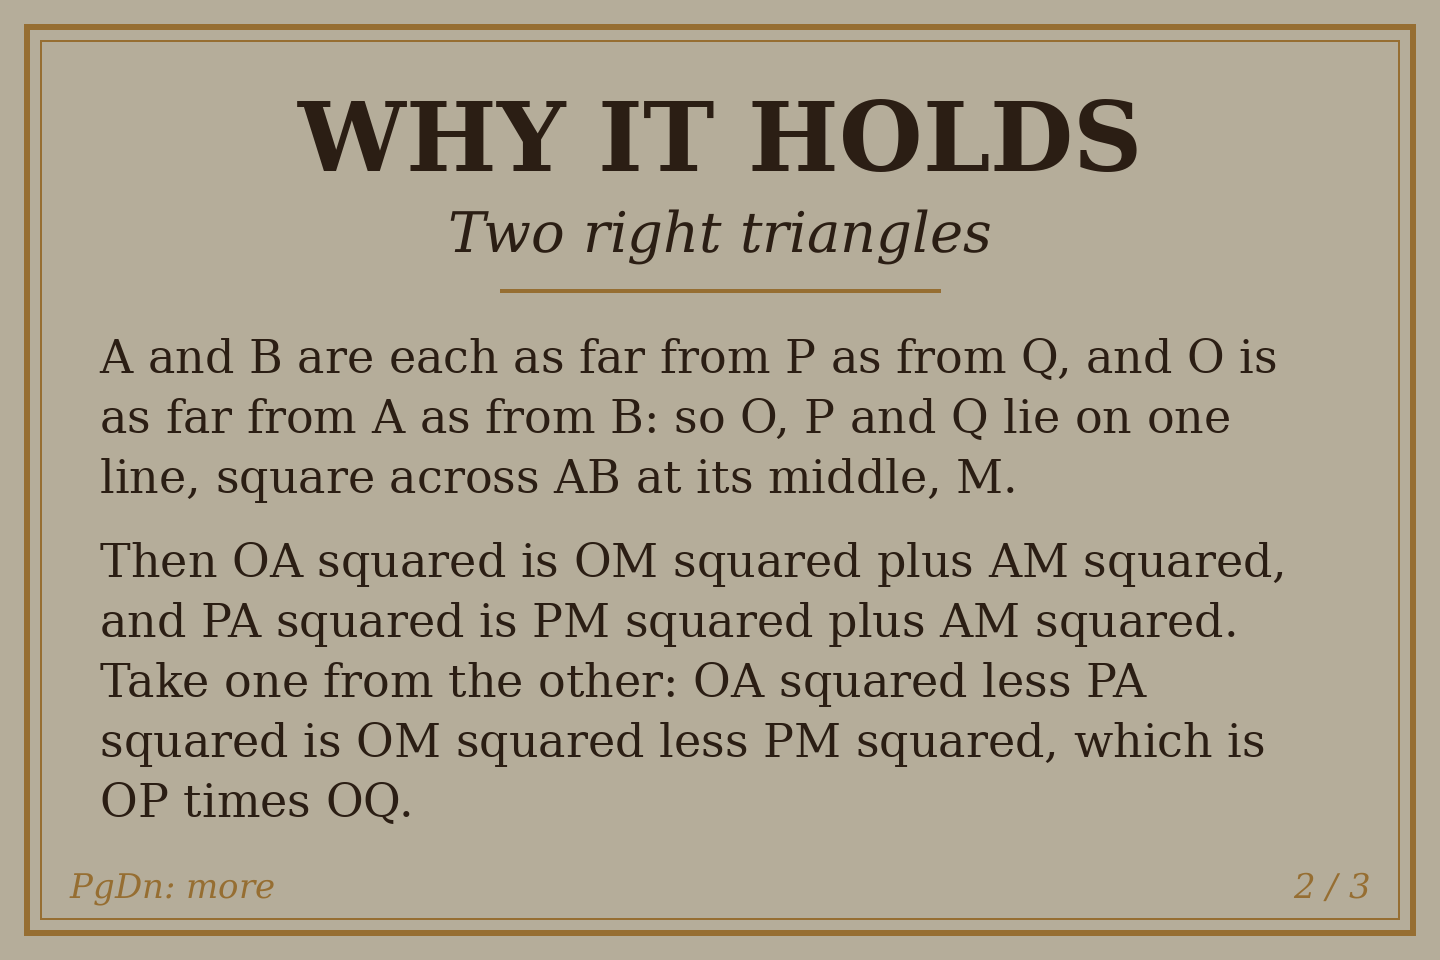 WHY IT HOLDS
Two right triangles
A and B are each as far from P as from Q, and O is
as far from A as from B: so O, P and Q lie on one
line, square across AB at its middle, M.
Then OA squared is OM squared plus AM squared,
and PA squared is PM squared plus AM squared.
Take one from the other: OA squared less PA
squared is OM squared less PM squared, which is
OP times OQ.
PgDn: more
2 / 3